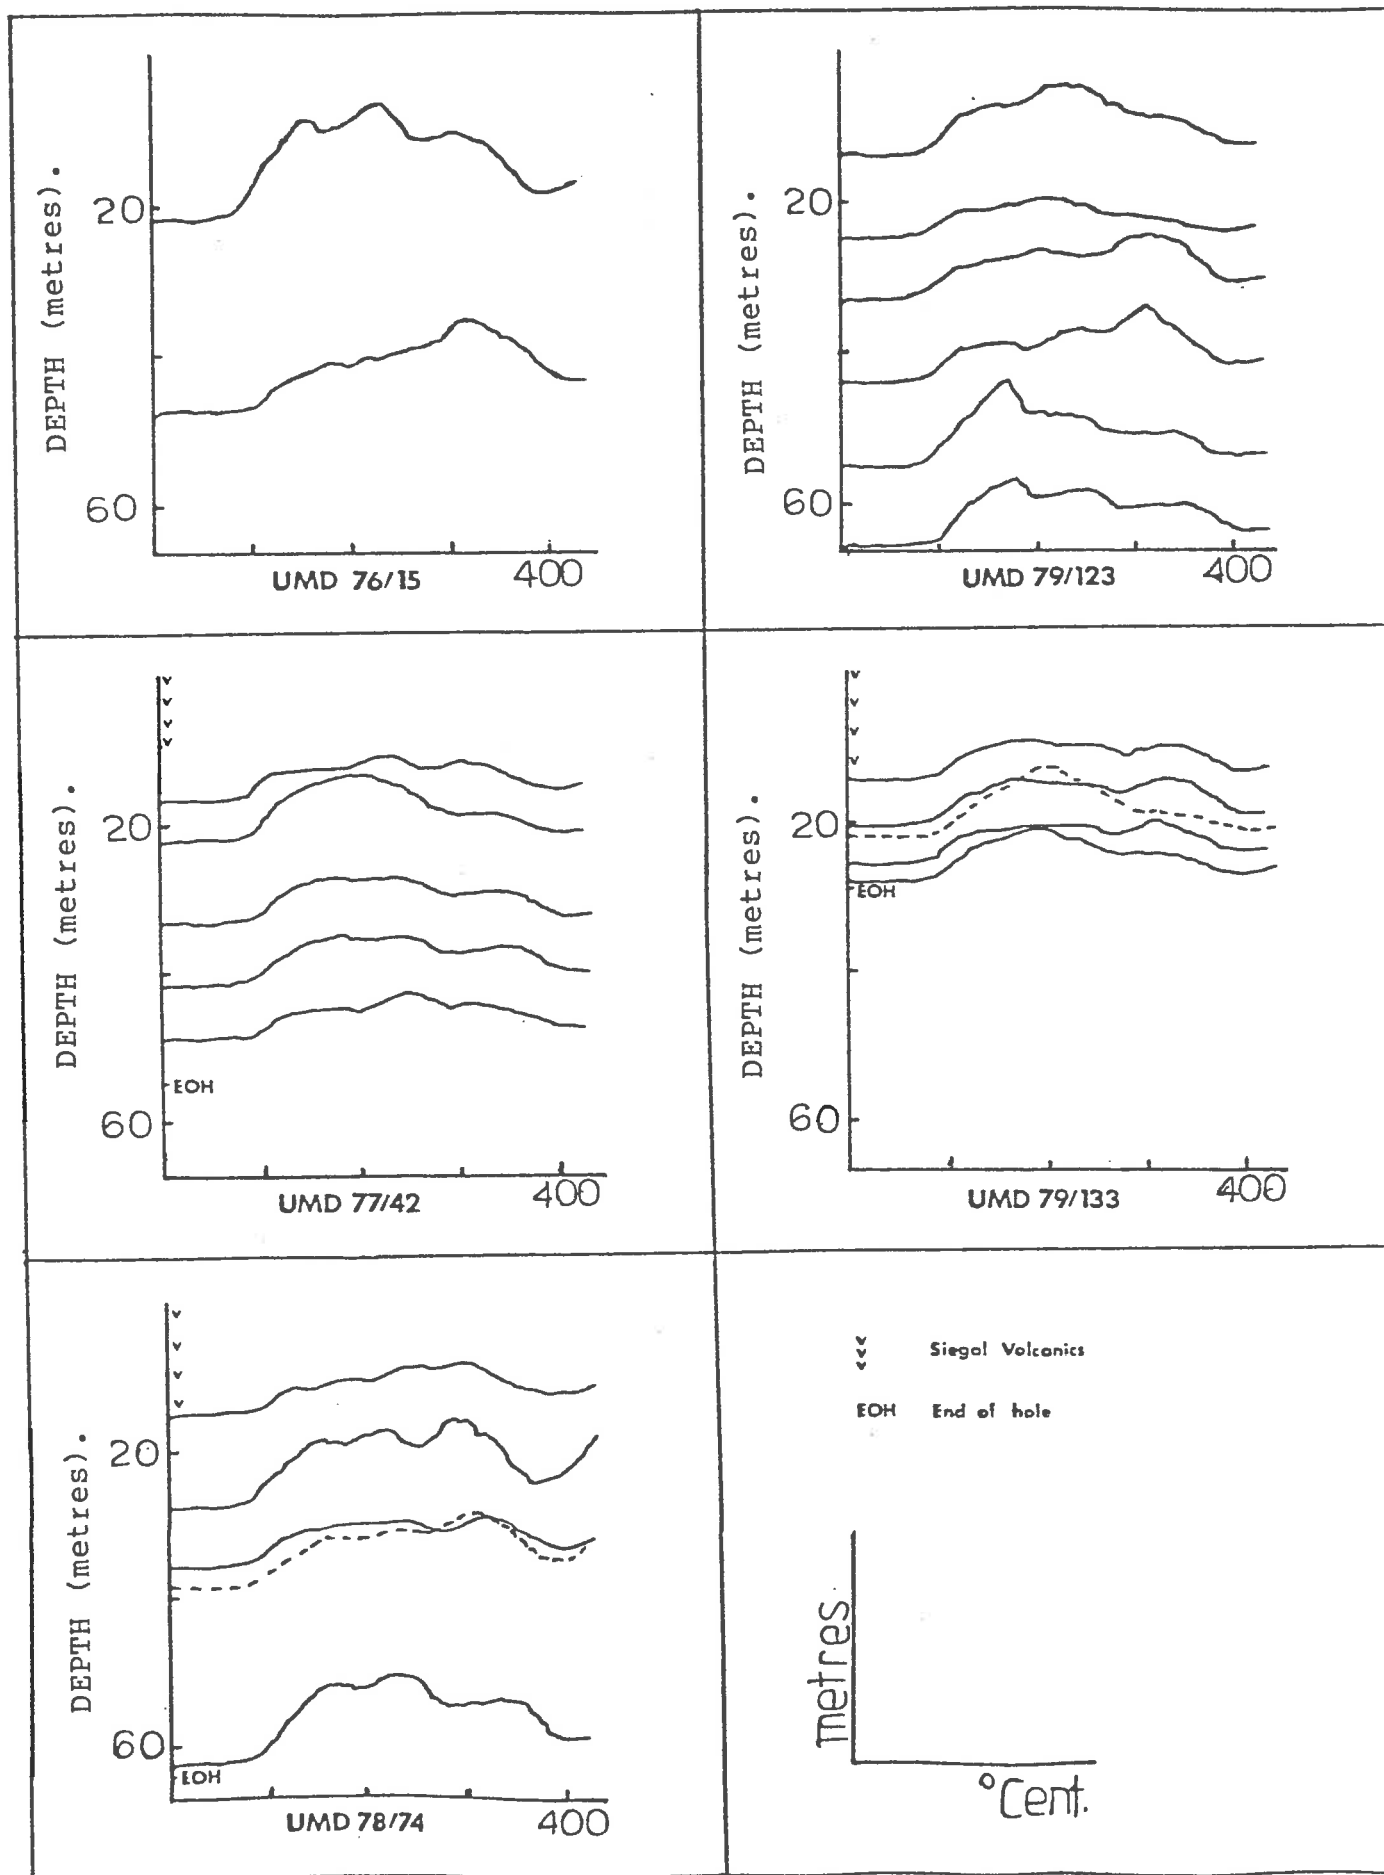 DEPTH (metres).
20
60
400
UMD 76/15
DEPTH (metres).
20
60
400
UMD 79/123
DEPTH (metres).
20
EOH
60
400
UMD 77/42
DEPTH (metres).
20
EOH
60
400
UMD 79/133
DEPTH (metres).
20
60
EOH
400
UMD 78/74
Siegal Volcanics
EOH End of hole
metres
°Cent.